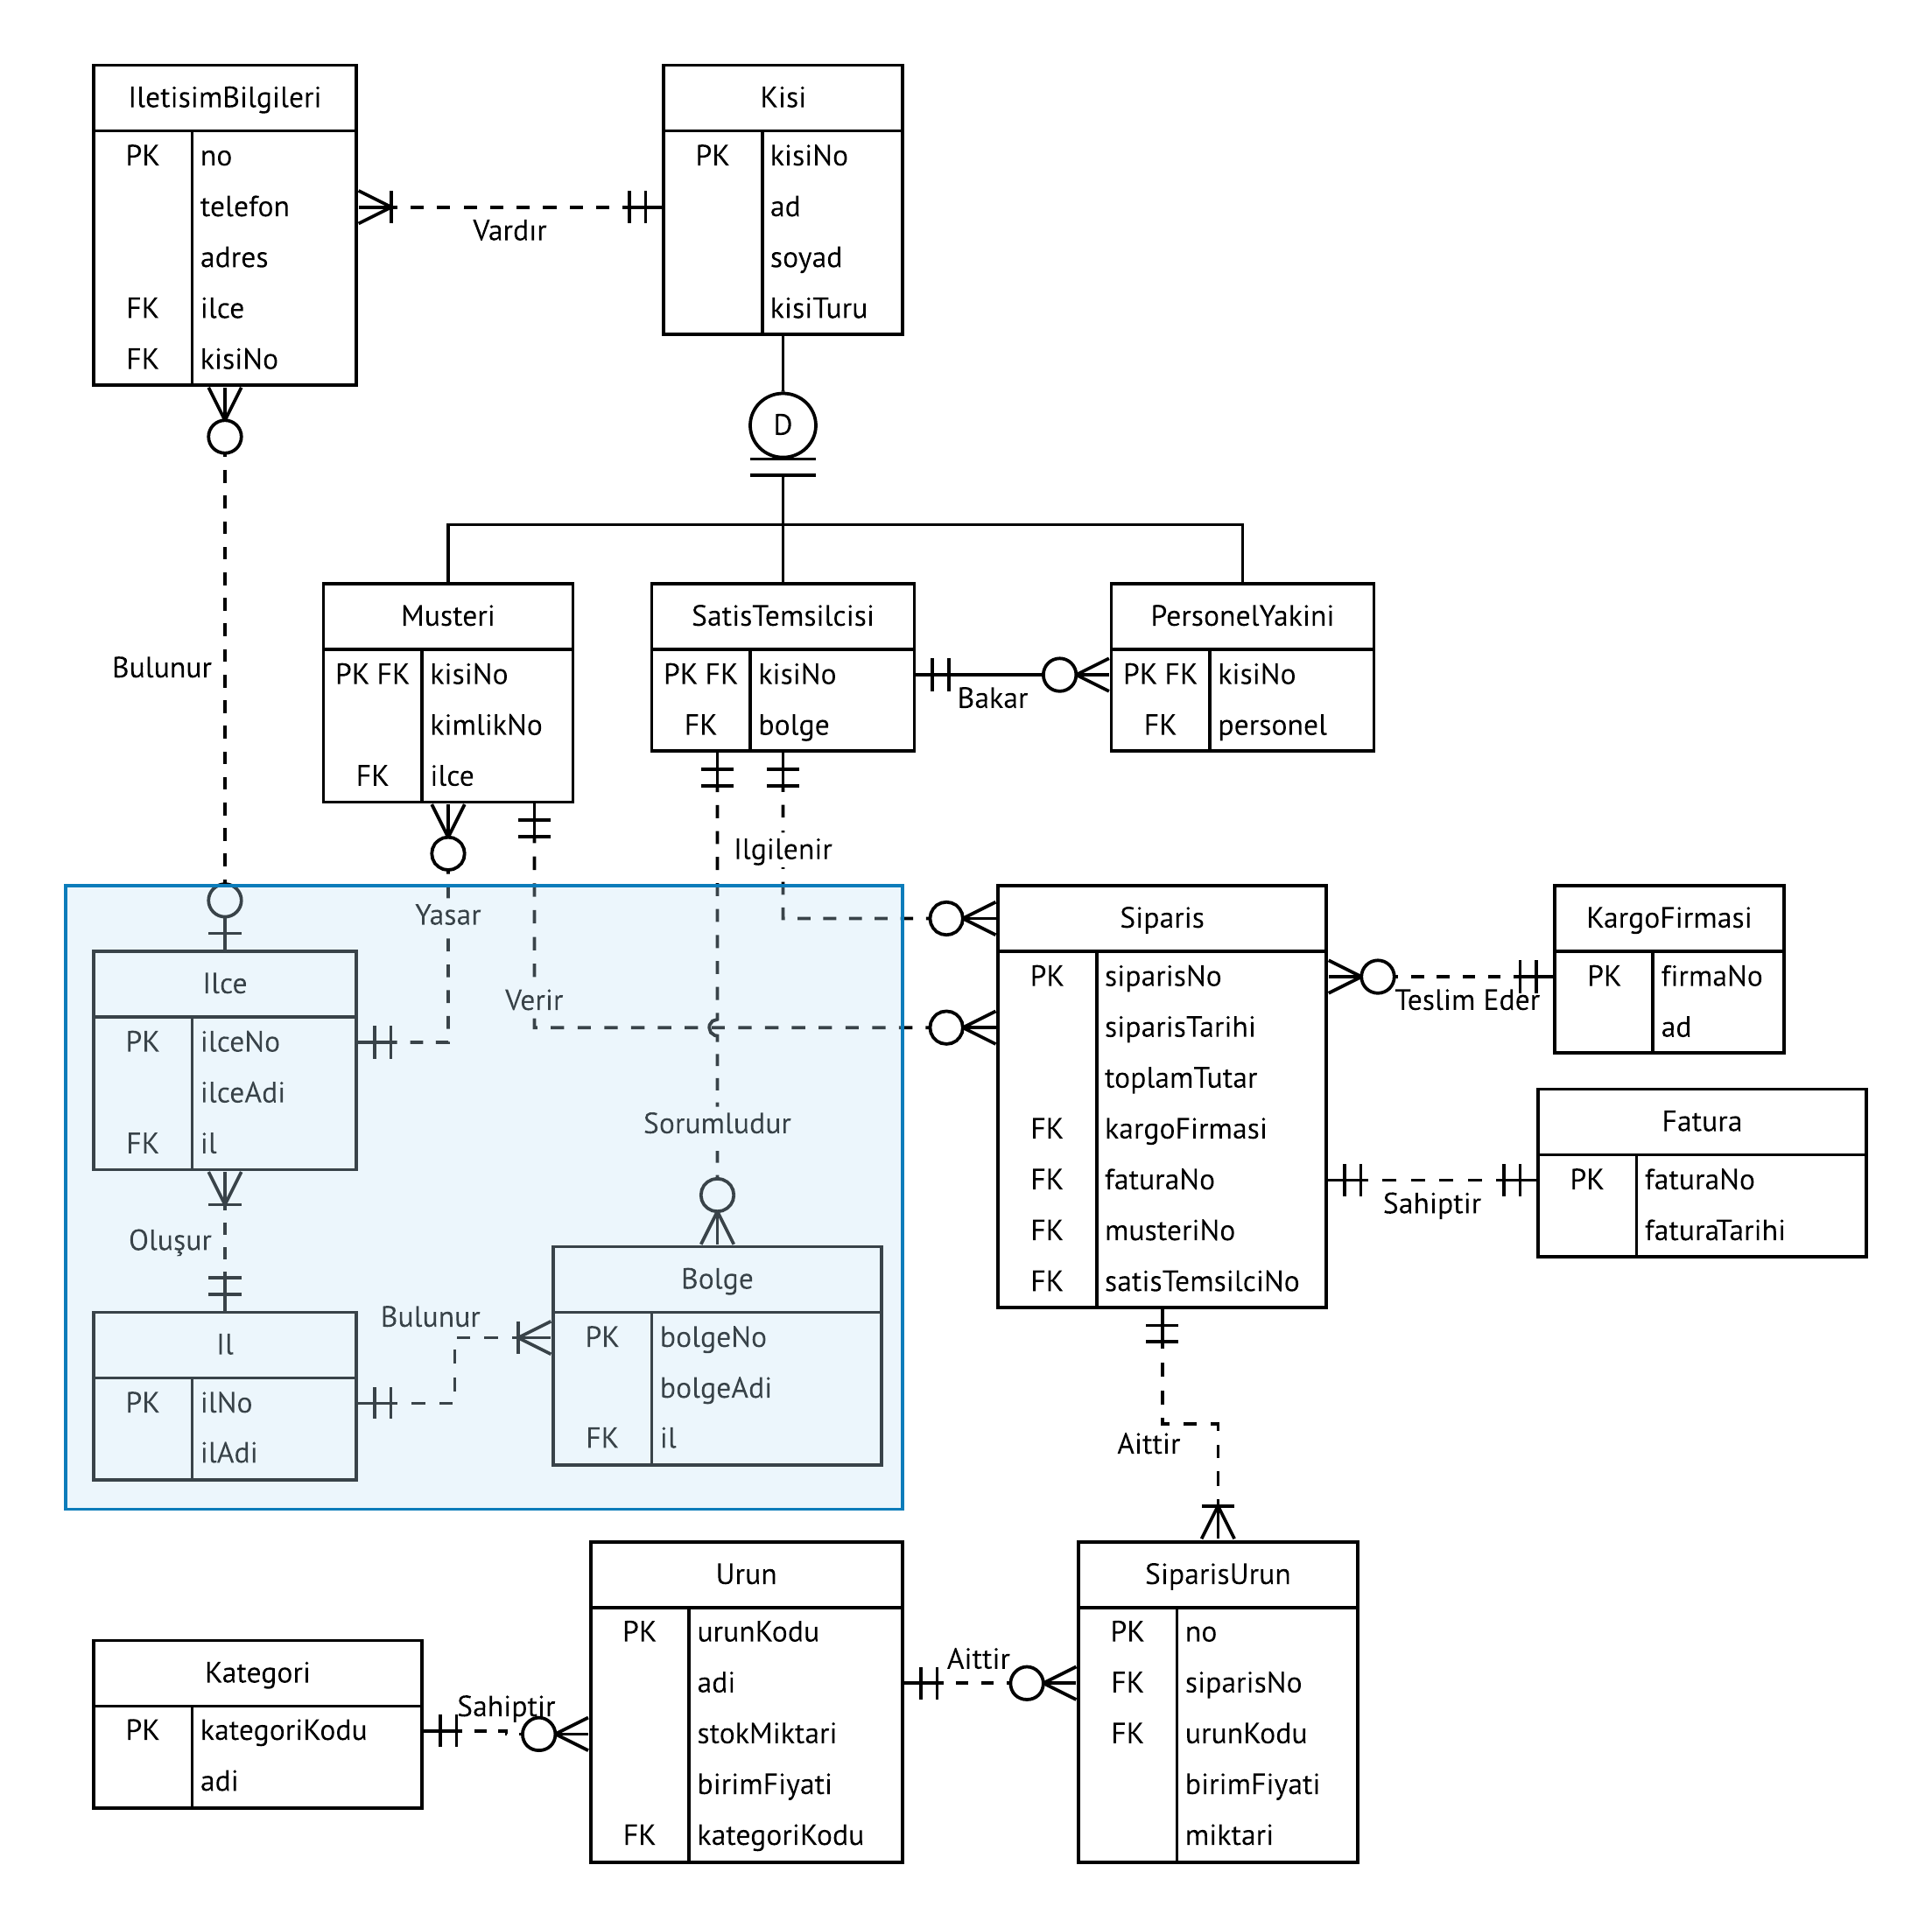 IletisimBilgileri
PK no
telefon
adres
FK ilce
FK kisiNo
Vardır
Kisi
PK kisiNo
ad
soyad
kisiTuru
D
Bulunur
Musteri
PK FK kisiNo
kimlikNo
FK ilce
SatisTemsilcisi
PK FK kisiNo
FK bolge
Bakar
PersonelYakini
PK FK kisiNo
FK personel
Ilgilenir
Yasar
Verir
Sorumludur
Ilce
PK ilceNo
ilceAdi
FK il
Oluşur
Il
PK ilNo
ilAdi
Bulunur
Bolge
PK bolgeNo
bolgeAdi
FK il
Siparis
PK siparisNo
siparisTarihi
toplamTutar
FK kargoFirmasi
FK faturaNo
FK musteriNo
FK satisTemsilciNo
Teslim Eder
KargoFirmasi
PK firmaNo
ad
Sahiptir
Fatura
PK faturaNo
faturaTarihi
Aittir
Kategori
PK kategoriKodu
adi
Sahiptir
Urun
PK urunKodu
adi
stokMiktari
birimFiyati
FK kategoriKodu
Aittir
SiparisUrun
PK no
FK siparisNo
FK urunKodu
birimFiyati
miktari